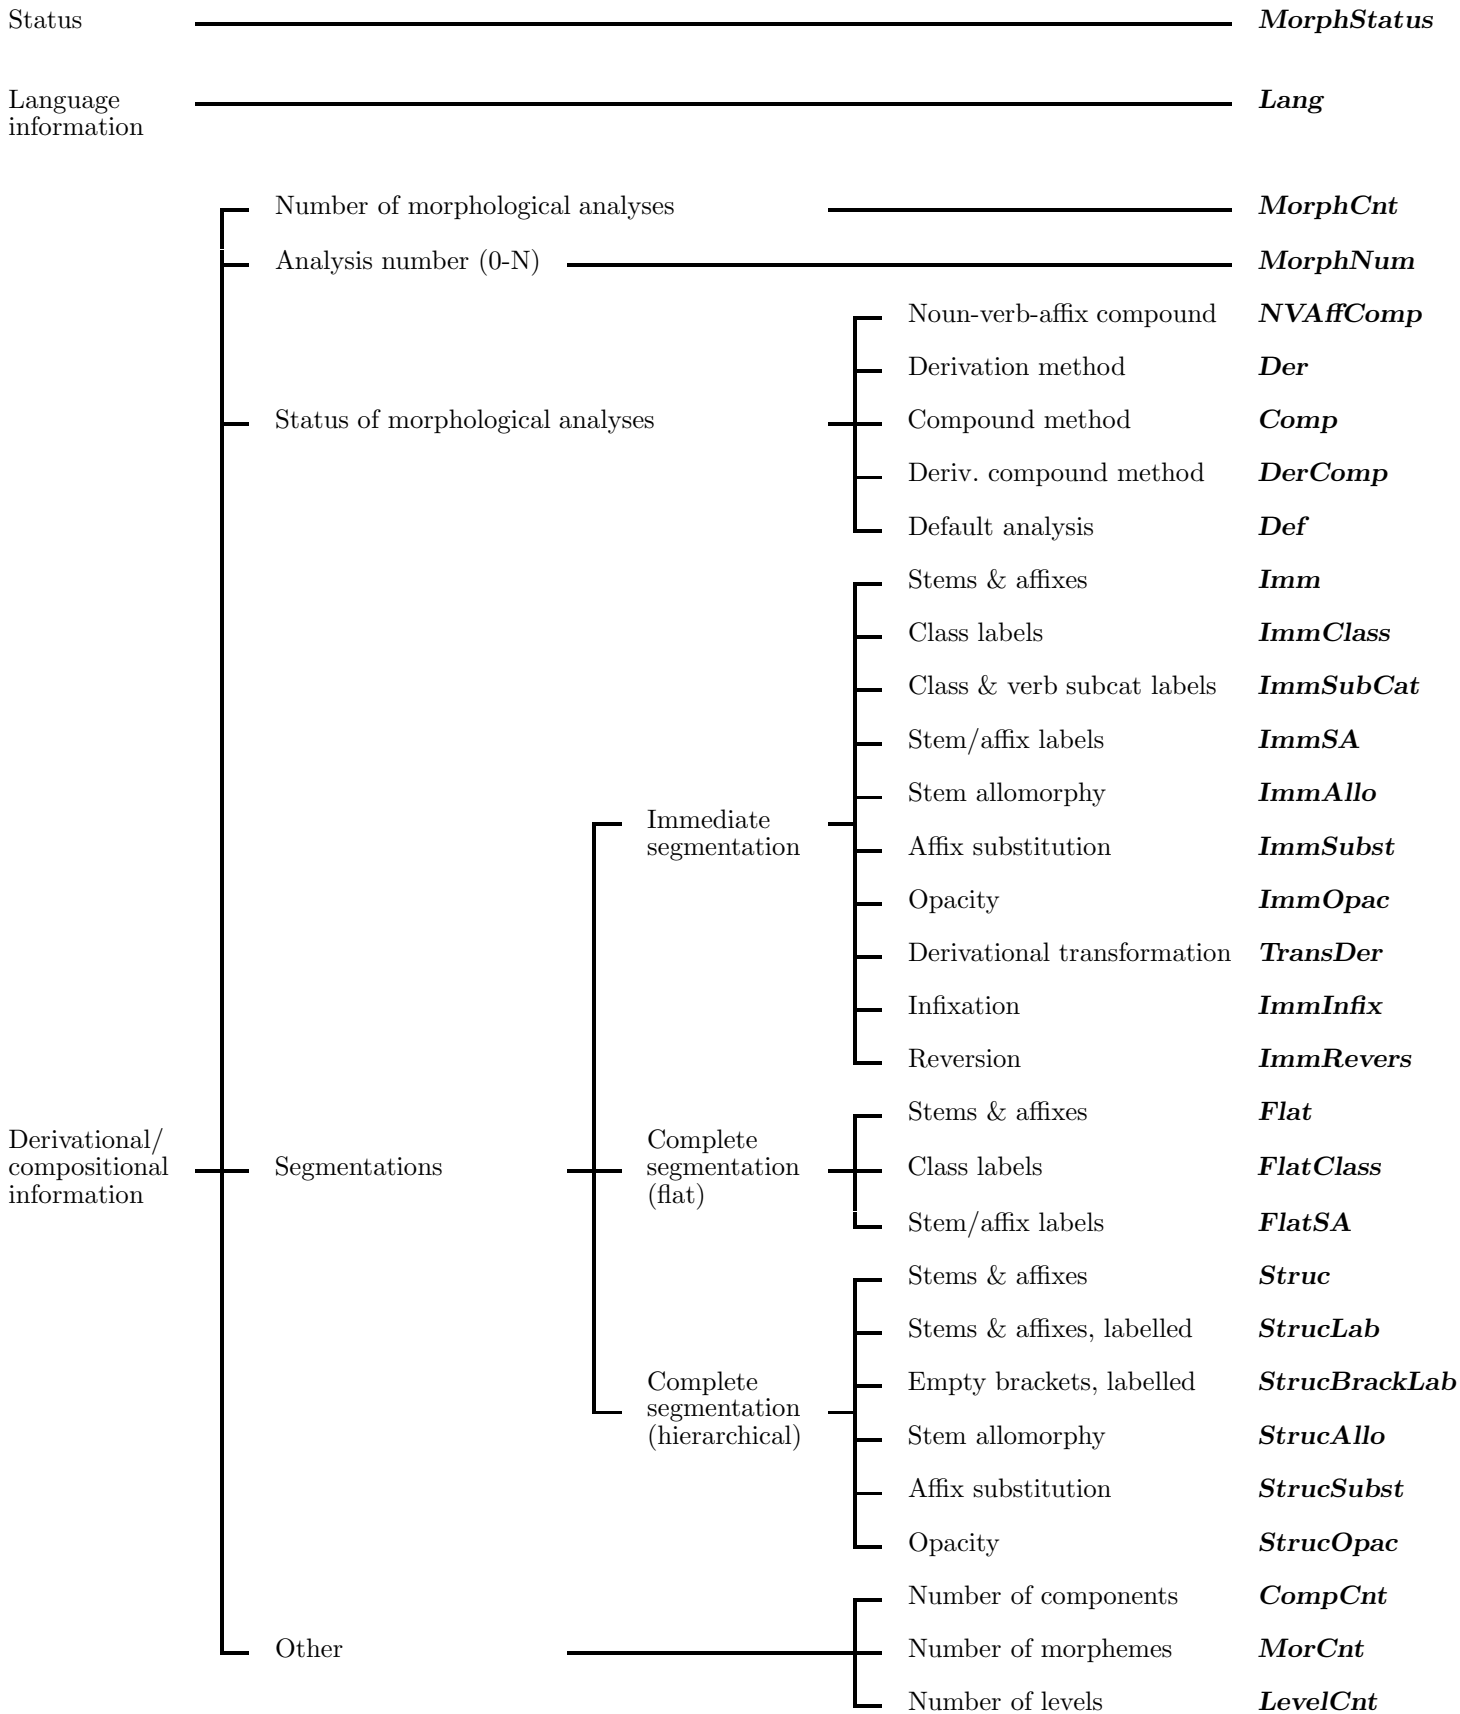 Status MorphStatus
Language Lang
information
Number of morphological analyses MorphCnt
Analysis number (0-N) MorphNum
Noun-verb-affix compound NVAffComp
Derivation method Der
Status of morphological analyses Compound method Comp
Deriv. compound method DerComp
Default analysis Def
Stems & affixes Imm
Class labels ImmClass
Class & verb subcat labels ImmSubCat
Stem/affix labels ImmSA
Stem allomorphy ImmAllo
Immediate
segmentation Affix substitution ImmSubst
Opacity ImmOpac
Derivational transformation TransDer
Infixation ImmInfix
Reversion ImmRevers
Stems & affixes Flat
Derivational/ Complete
compositional Segmentations segmentation Class labels FlatClass
information (flat)
Stem/affix labels FlatSA
Stems & affixes Struc
Stems & affixes, labelled StrucLab
Complete Empty brackets, labelled StrucBrackLab
segmentation
(hierarchical) Stem allomorphy StrucAllo
Affix substitution StrucSubst
Opacity StrucOpac
Number of components CompCnt
Other Number of morphemes MorCnt
Number of levels LevelCnt